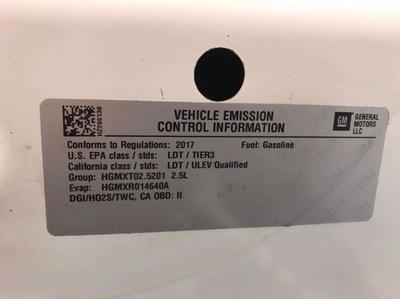 VEHICLE EMISSION
CONTROL INFORMATION
GM GENERAL
MOTORS
LLC
Conforms to Regulations: 2017 Fuel: Gasoline
U.S. EPA class / stds: LDT / TIER3
California class / stds: LDT / ULEV Qualified
Group: HGMXT02.5201 2.5L
Evap: HGMXR014640A
DGI/HO2S/TWC, CA OBD: II